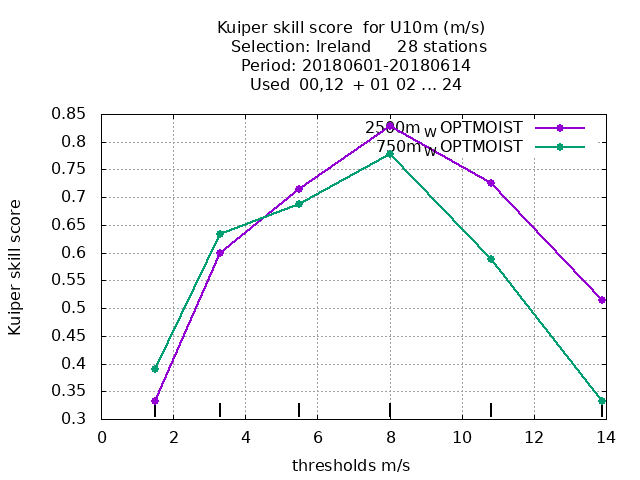 Kuiper skill score for U10m (m/s)
Selection: Ireland 28 stations
Period: 20180601-20180614
Used 00,12 + 01 02 ... 24
2500m W OPTMOIST
750m W OPTMOIST
0.85
0.8
0.75
0.7
0.65
0.6
0.55
0.5
0.45
0.4
0.35
0.3
Kuiper skill score
0 2 4 6 8 10 12 14
thresholds m/s